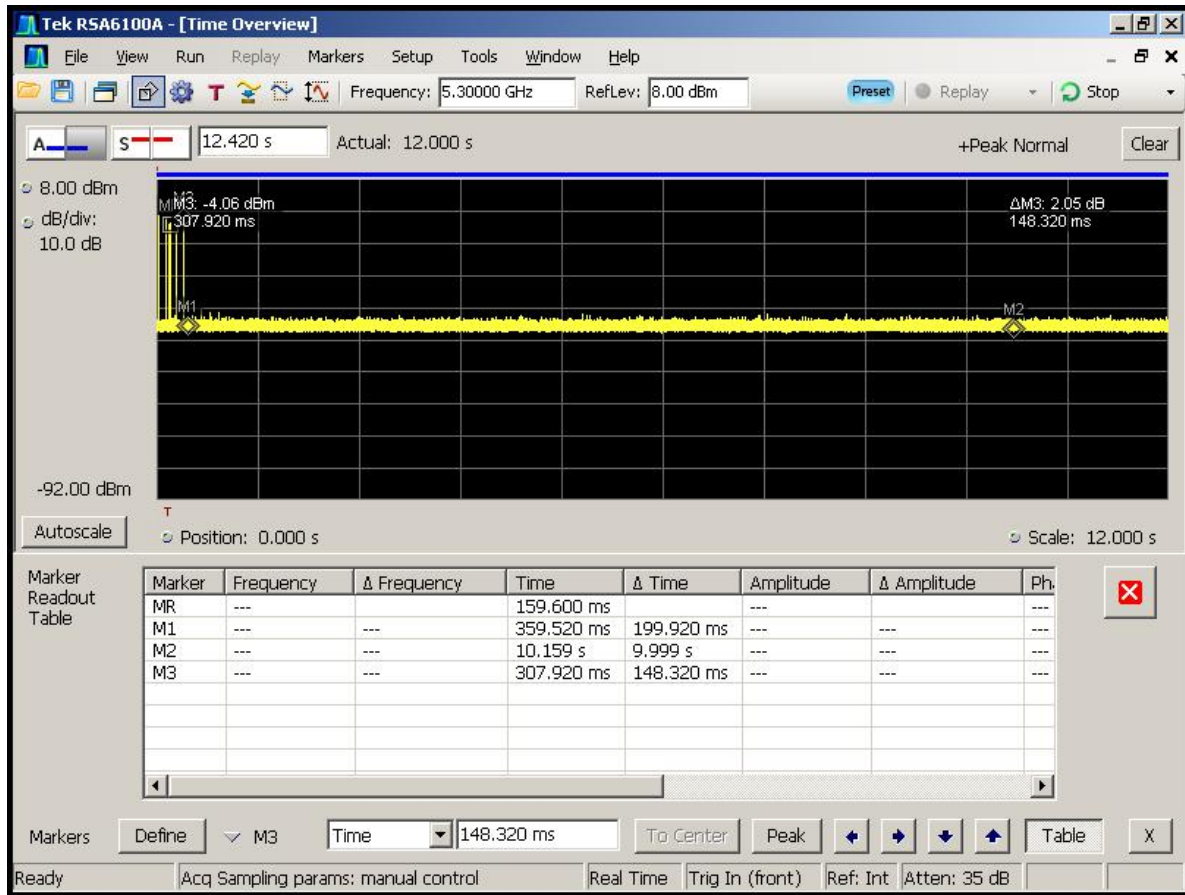 Tek RSA6100A - [Time Overview]
File View Run Replay Markers Setup Tools Window Help
T Frequency: 5.30000 GHz RefLev: 8.00 dBm Preset Replay Stop
A S 12.420 s Actual: 12.000 s +Peak Normal Clear
8.00 dBm
dB/div:
10.0 dB
M3: -4.06 dBm ΔM3: 2.05 dB
307.920 ms 148.320 ms
M1 M2
-92.00 dBm
T
Autoscale Position: 0.000 s Scale: 12.000 s
Marker Readout Table
Marker Frequency Δ Frequency Time Δ Time Amplitude Δ Amplitude
MR --- 159.600 ms --- ---
M1 --- --- 359.520 ms 199.920 ms --- --- ---
M2 --- --- 10.159 s 9.999 s --- --- ---
M3 --- --- 307.920 ms 148.320 ms --- --- ---
Markers Define M3 Time 148.320 ms To Center Peak Table X
Ready Acq Sampling params: manual control Real Time Trig In (front) Ref: Int Atten: 35 dB